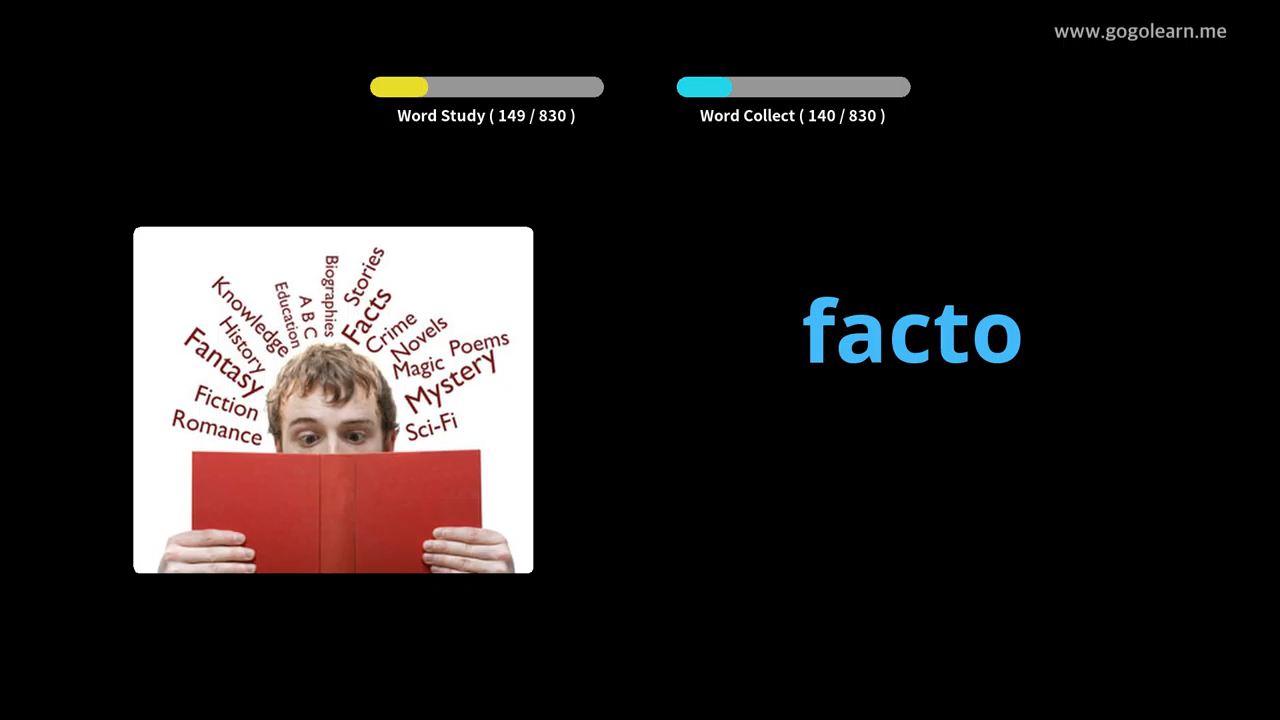 www.gogolearn.me
Word Study ( 149 / 830 )
Word Collect ( 140 / 830 )
facto
Romance
Fiction
Fantasy
History
Knowledge
Education
A B C
Biographies
Stories
Facts
Crime
Novels
Magic
Poems
Mystery
Sci-Fi